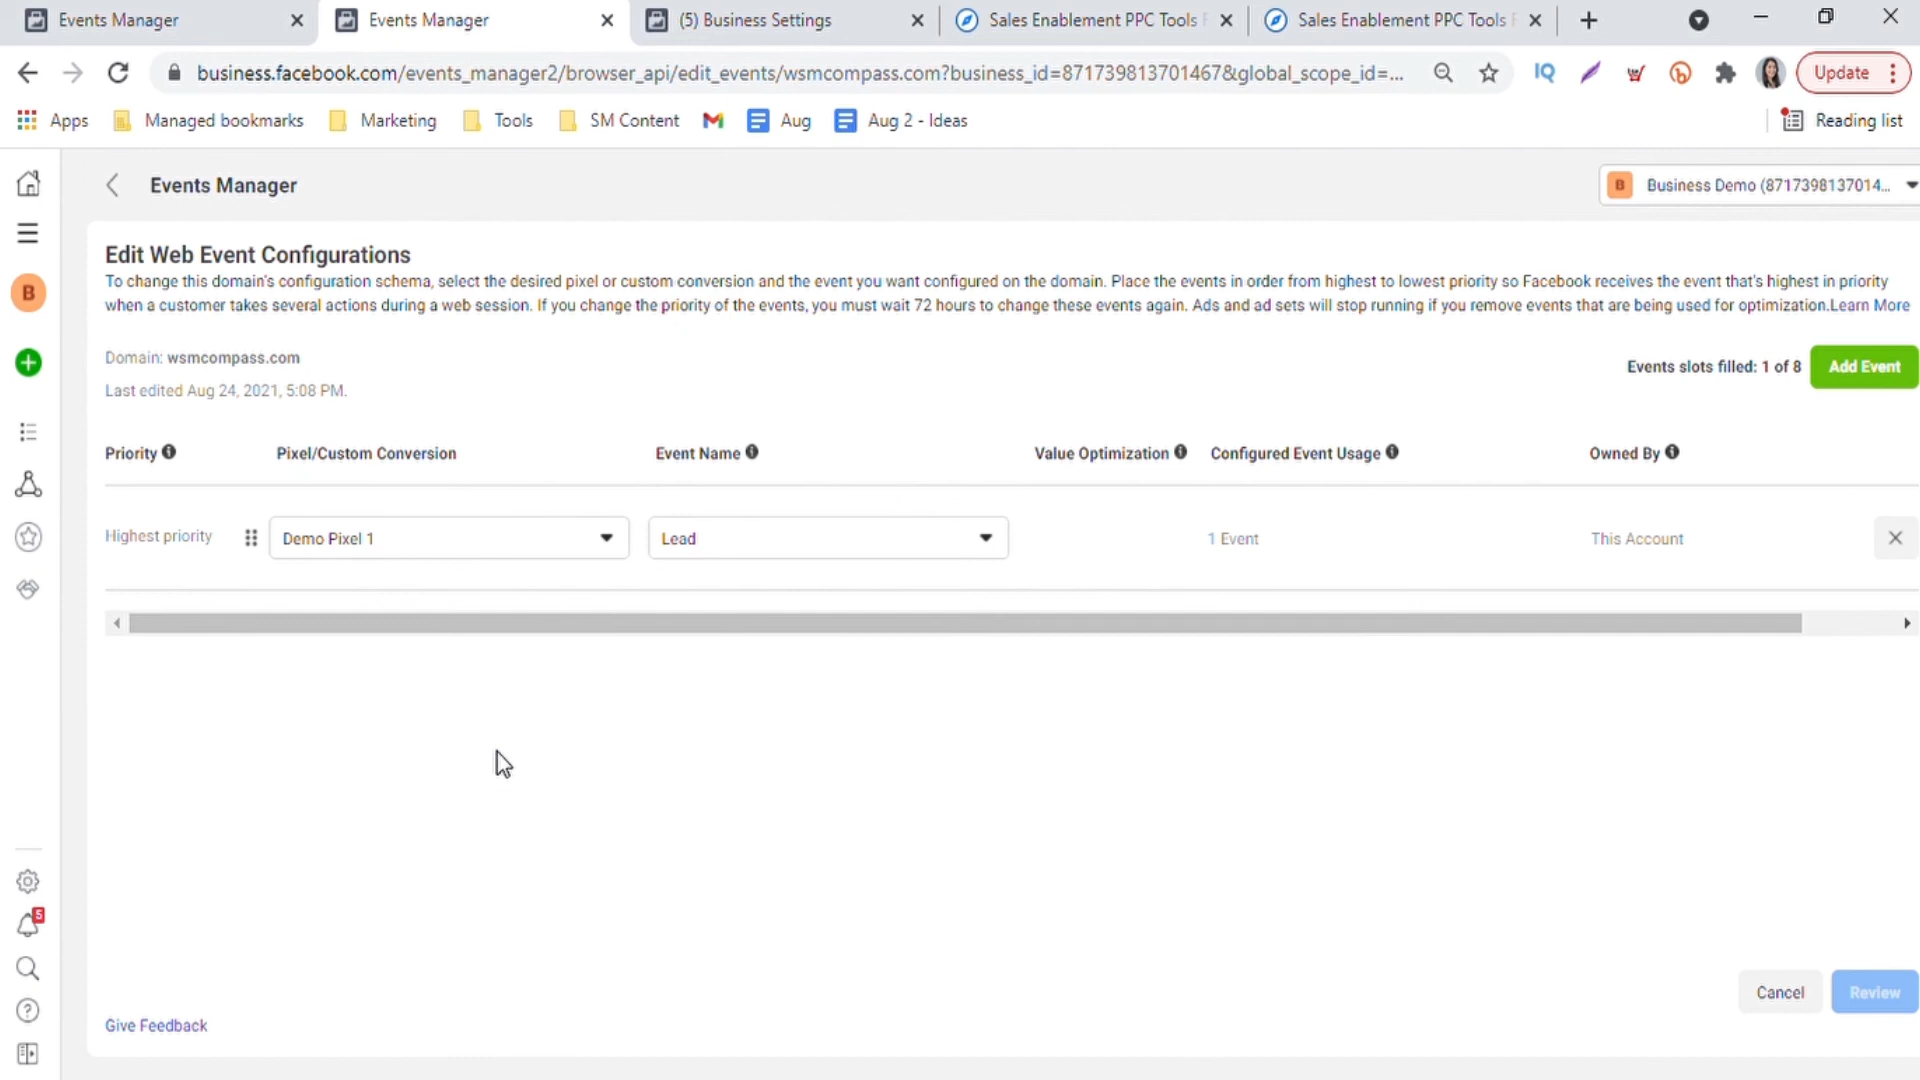 Events Manager
Events Manager
(5) Business Settings
Sales Enablement PPC Tools F
Sales Enablement PPC Tools F
business.facebook.com/events_manager2/browser_api/edit_events/wsmcompass.com?business_id=871739813701467&global_scope_id=...
IQ
Update
Apps
Managed bookmarks
Marketing
Tools
SM Content
Aug
Aug 2 - Ideas
Reading list
Events Manager
B
Business Demo (8717398137014...
B
Edit Web Event Configurations
To change this domain's configuration schema, select the desired pixel or custom conversion and the event you want configured on the domain. Place the events in order from highest to lowest priority so Facebook receives the event that's highest in priority
when a customer takes several actions during a web session. If you change the priority of the events, you must wait 72 hours to change these events again. Ads and ad sets will stop running if you remove events that are being used for optimization.Learn More
Domain: wsmcompass.com
Last edited Aug 24, 2021, 5:08 PM.
Events slots filled: 1 of 8
Add Event
Priority
Pixel/Custom Conversion
Event Name
Value Optimization
Configured Event Usage
Owned By
Highest priority
Demo Pixel 1
Lead
1 Event
This Account
5
Cancel
Review
Give Feedback